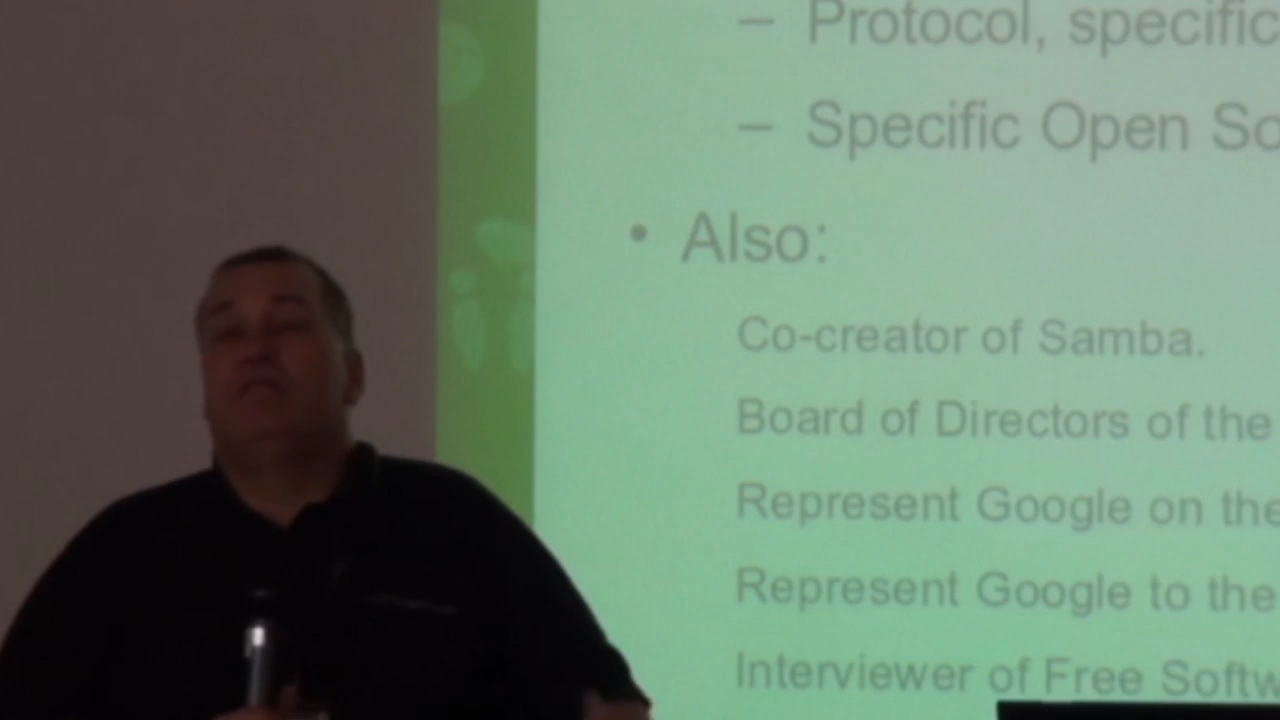 – Protocol, specific
– Specific Open So
• Also:
Co-creator of Samba.
Board of Directors of the
Represent Google on the
Represent Google to the
Interviewer of Free Softw